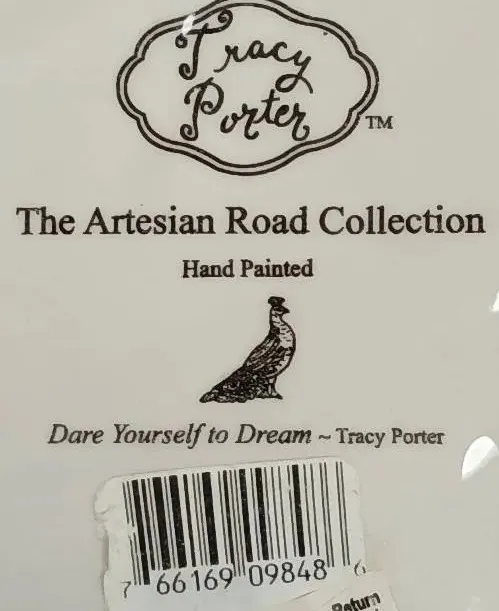 Tracy
Porter
TM
The Artesian Road Collection
Hand Painted
Dare Yourself to Dream ~ Tracy Porter
7 66169 09848 6
Return